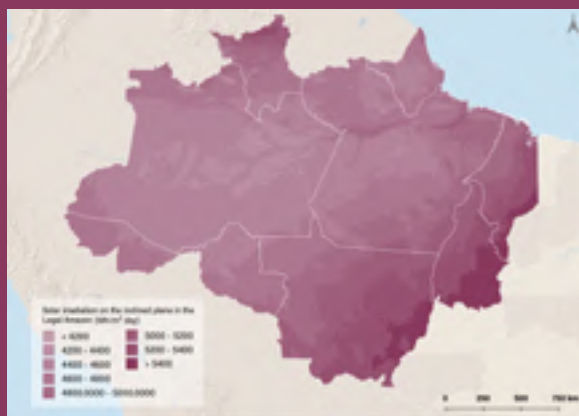 Solar irradiation on the inclined plane in the
Legal Amazon (Wh/m² day)
< 4200
4200 - 4400
4400 - 4600
4600 - 4800
4800,0000 - 5000,0000
5000 - 5200
5200 - 5400
> 5400
0 250 500 750 km